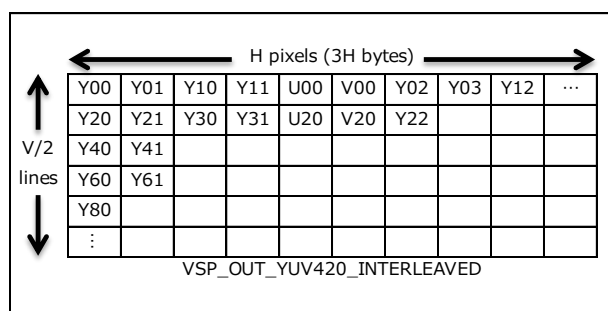 H pixels (3H bytes)
Y00 Y01 Y10 Y11 U00 V00 Y02 Y03 Y12 …
Y20 Y21 Y30 Y31 U20 V20 Y22
V/2
lines
Y40 Y41
Y60 Y61
Y80
⋮
VSP_OUT_YUV420_INTERLEAVED